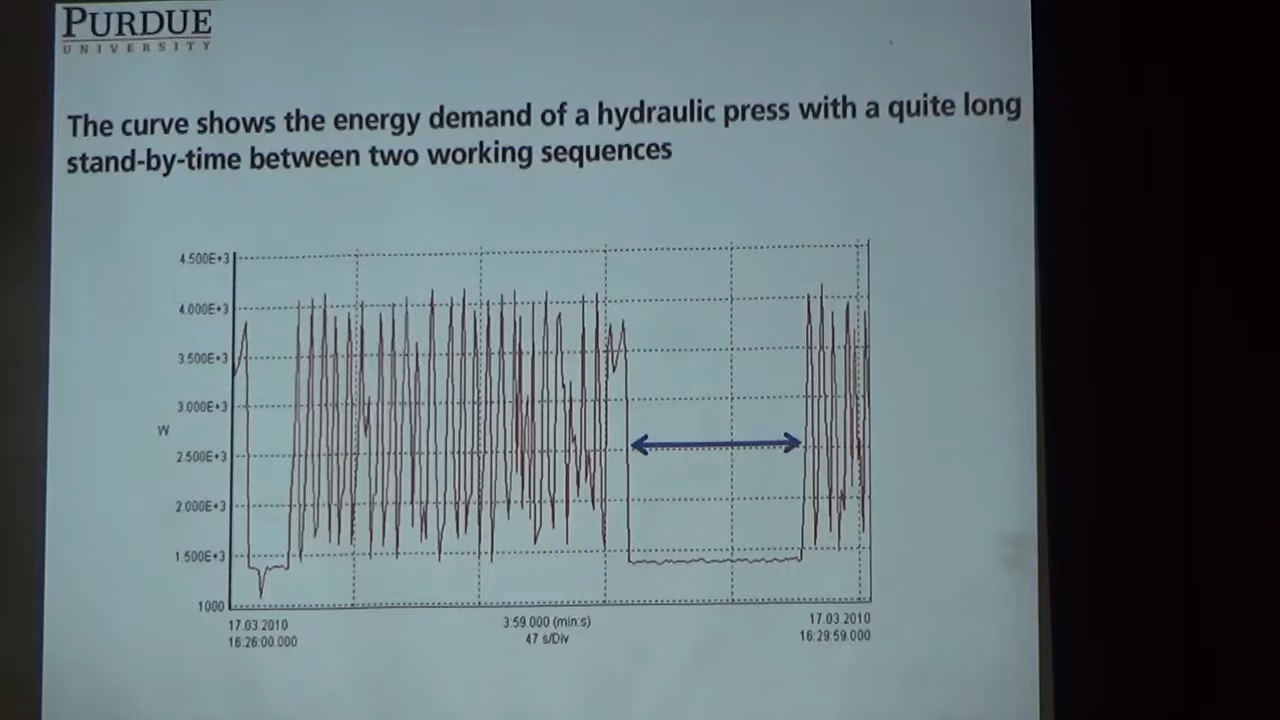 PURDUE
UNIVERSITY
The curve shows the energy demand of a hydraulic press with a quite long
stand-by-time between two working sequences
4.500E+3
4.000E+3
3.500E+3
3.000E+3
W
2.500E+3
2.000E+3
1.500E+3
1000
17.03.2010
16:26:00.000
3:59.000 (min:s)
47 s/Div
17.03.2010
16:29:59.000